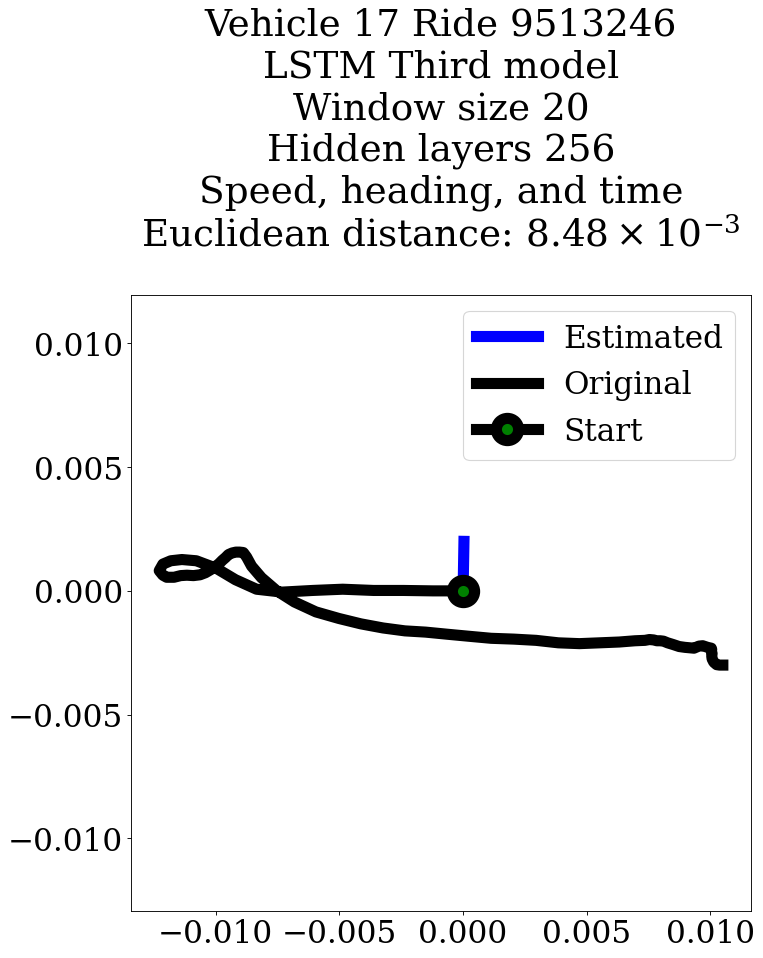 Vehicle 17 Ride 9513246
LSTM Third model
Window size 20
Hidden layers 256
Speed, heading, and time
Euclidean distance: 8.48 × 10⁻³
Estimated
Original
Start
0.010
0.005
0.000
−0.005
−0.010
−0.010 −0.005 0.000 0.005 0.010